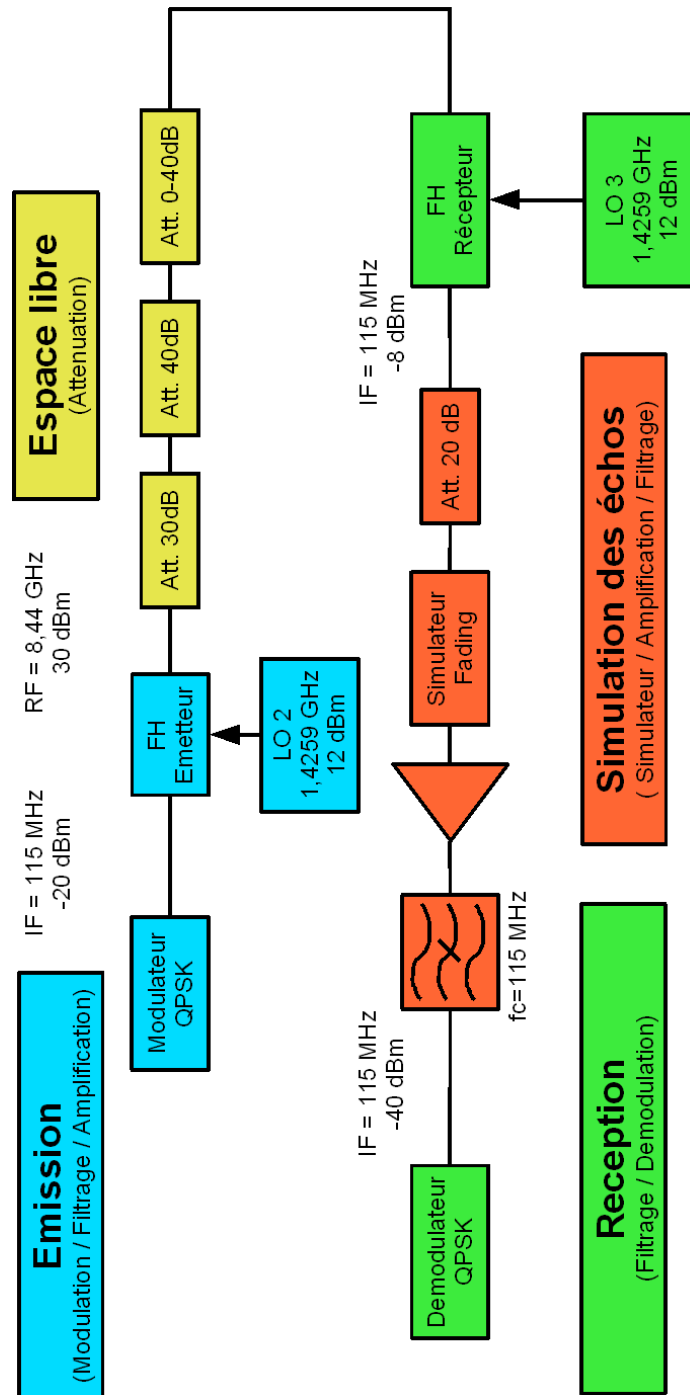 Emission
(Modulation / Filtrage / Amplification)
Espace libre
(Attenuation)
IF = 115 MHz
-20 dBm
RF = 8,44 GHz
30 dBm
Modulateur
QPSK
FH
Emetteur
Att. 30dB
Att. 40dB
Att. 0-40dB
LO 2
1,4259 GHz
12 dBm
IF = 115 MHz
-40 dBm
IF = 115 MHz
-8 dBm
Demodulateur
QPSK
fc=115 MHz
Simulateur
Fading
Att. 20 dB
FH
Récepteur
LO 3
1,4259 GHz
12 dBm
Reception
(Filtrage / Demodulation)
Simulation des échos
( Simulateur / Amplification / Filtrage)